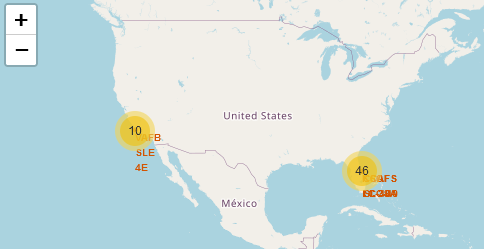 +
−
United States
10
SLE
4E
46
México